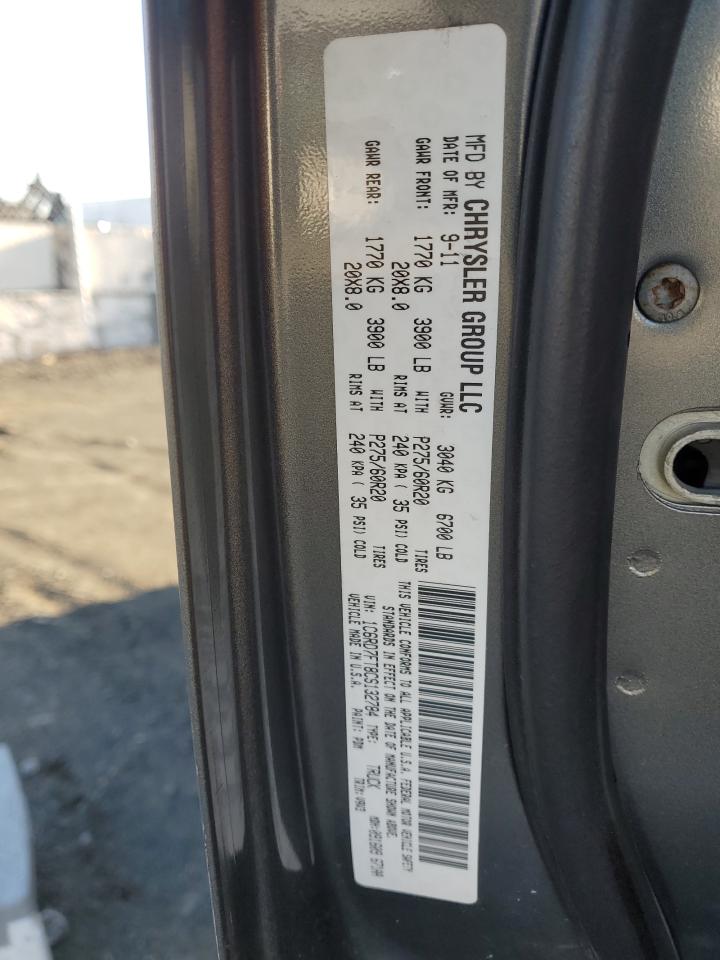 MFD BY CHRYSLER GROUP LLC
DATE OF MFR: 9-11 GVWR: 3040 KG 6700 LB
GAWR FRONT: 1770 KG 3900 LB WITH P275/60R20 TIRES
20X8.0 RIMS AT 240 KPA ( 35 PSI) COLD
GAWR REAR: 1770 KG 3900 LB WITH P275/60R20 TIRES
20X8.0 RIMS AT 240 KPA ( 35 PSI) COLD
THIS VEHICLE CONFORMS TO ALL APPLICABLE U.S.A. FEDERAL MOTOR VEHICLE SAFETY
STANDARDS IN EFFECT ON THE DATE OF MANUFACTURE SHOWN ABOVE.
VIN: 1C6RD7FT8CS132784 TYPE: TRUCK
VEHICLE MADE IN U.S.A. PAINT: PDM TRIM: